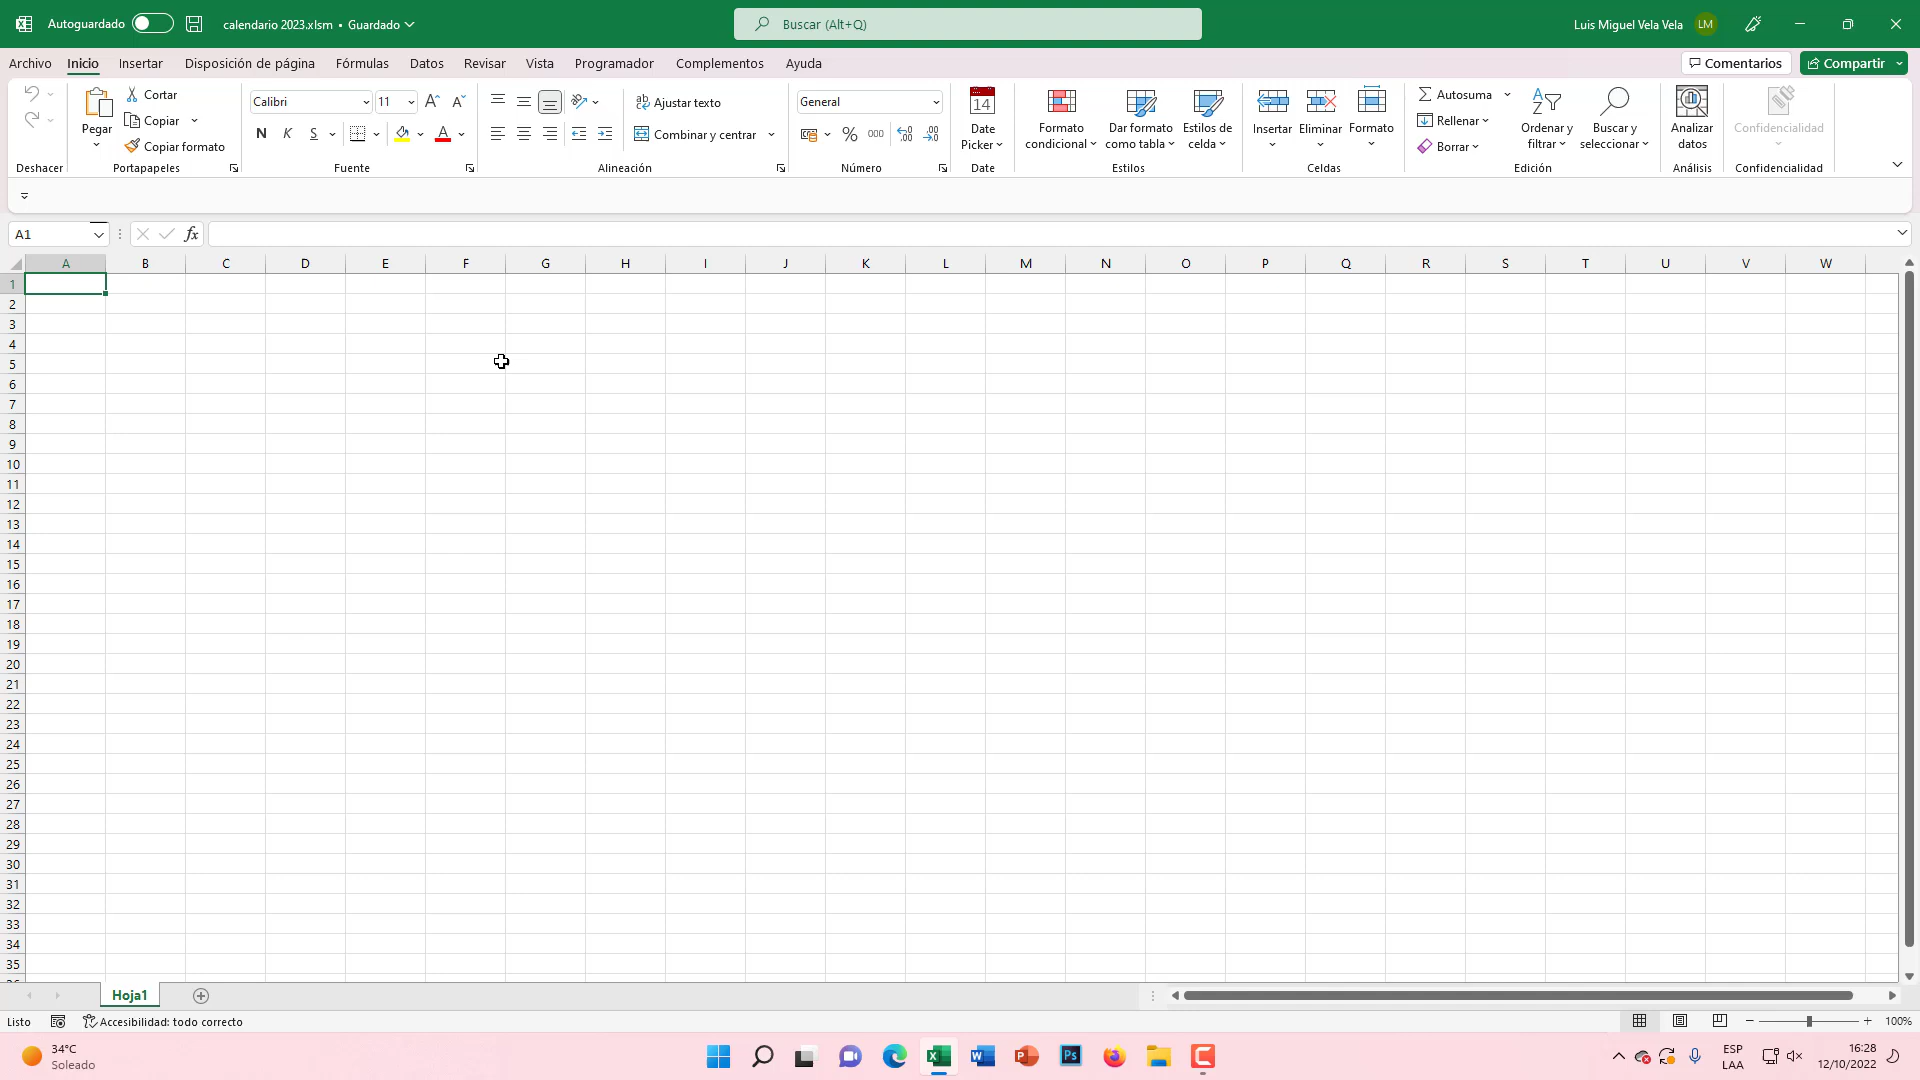 Autoguardado
calendario 2023.xlsm • Guardado
Buscar (Alt+Q)
Luis Miguel Vela Vela
LM
Archivo Inicio Insertar Disposición de página Fórmulas Datos Revisar Vista Programador Complementos Ayuda
Comentarios
Compartir
Deshacer
Pegar
Cortar
Copiar
Copiar formato
Portapapeles
Calibri
11
N K S
Fuente
Ajustar texto
Combinar y centrar
Alineación
General
% 000
Número
14
Date
Picker
Date
Formato
condicional
Dar formato
como tabla
Estilos de
celda
Estilos
Insertar
Eliminar
Formato
Celdas
Autosuma
Rellenar
Borrar
Ordenar y
filtrar
Buscar y
seleccionar
Edición
Analizar
datos
Análisis
Confidencialidad
Confidencialidad
A1
fx
A B C D E F G H I J K L M N O P Q R S T U V W
1
2
3
4
5
6
7
8
9
10
11
12
13
14
15
16
17
18
19
20
21
22
23
24
25
26
27
28
29
30
31
32
33
34
35
Hoja1
Listo
Accesibilidad: todo correcto
100%
34°C
Soleado
ESP
LAA
16:28
12/10/2022